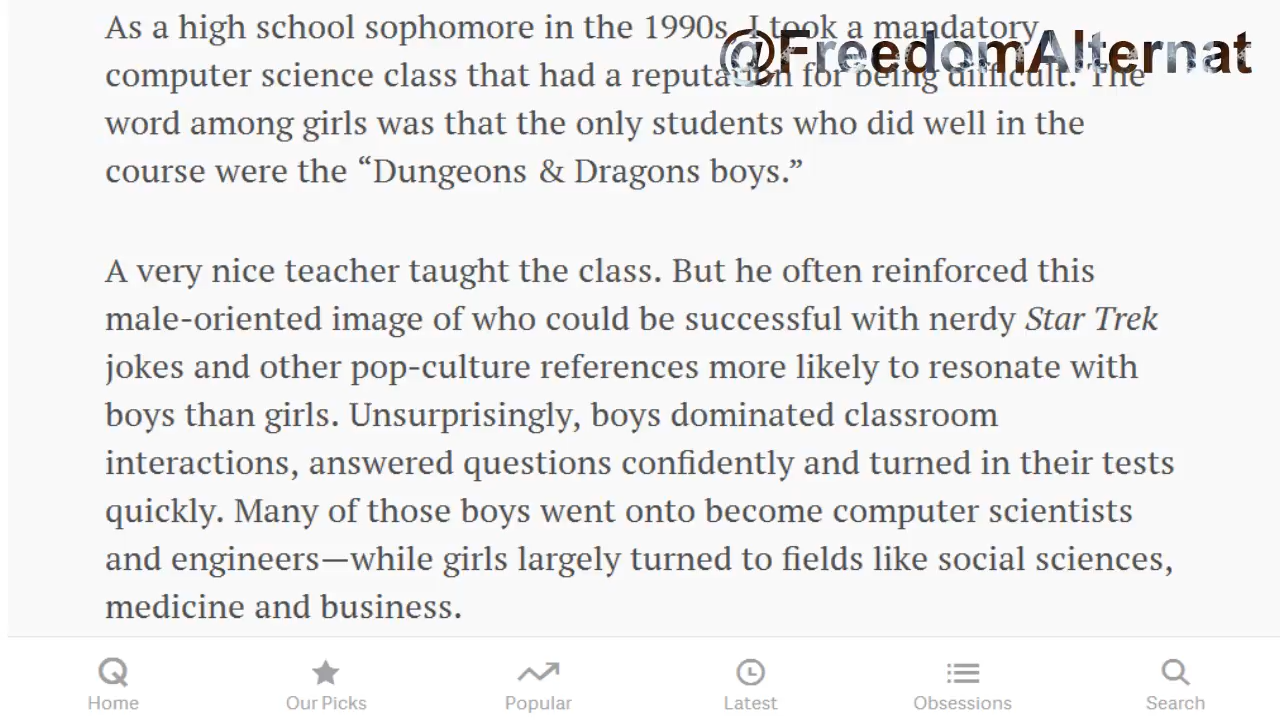 As a high school sophomore in the 1990s, I took a mandatory
@FreedomAlternat
computer science class that had a reputation for being difficult. The
word among girls was that the only students who did well in the
course were the “Dungeons & Dragons boys.”
A very nice teacher taught the class. But he often reinforced this
male-oriented image of who could be successful with nerdy Star Trek
jokes and other pop-culture references more likely to resonate with
boys than girls. Unsurprisingly, boys dominated classroom
interactions, answered questions confidently and turned in their tests
quickly. Many of those boys went onto become computer scientists
and engineers—while girls largely turned to fields like social sciences,
medicine and business.
Home Our Picks Popular Latest Obsessions Search